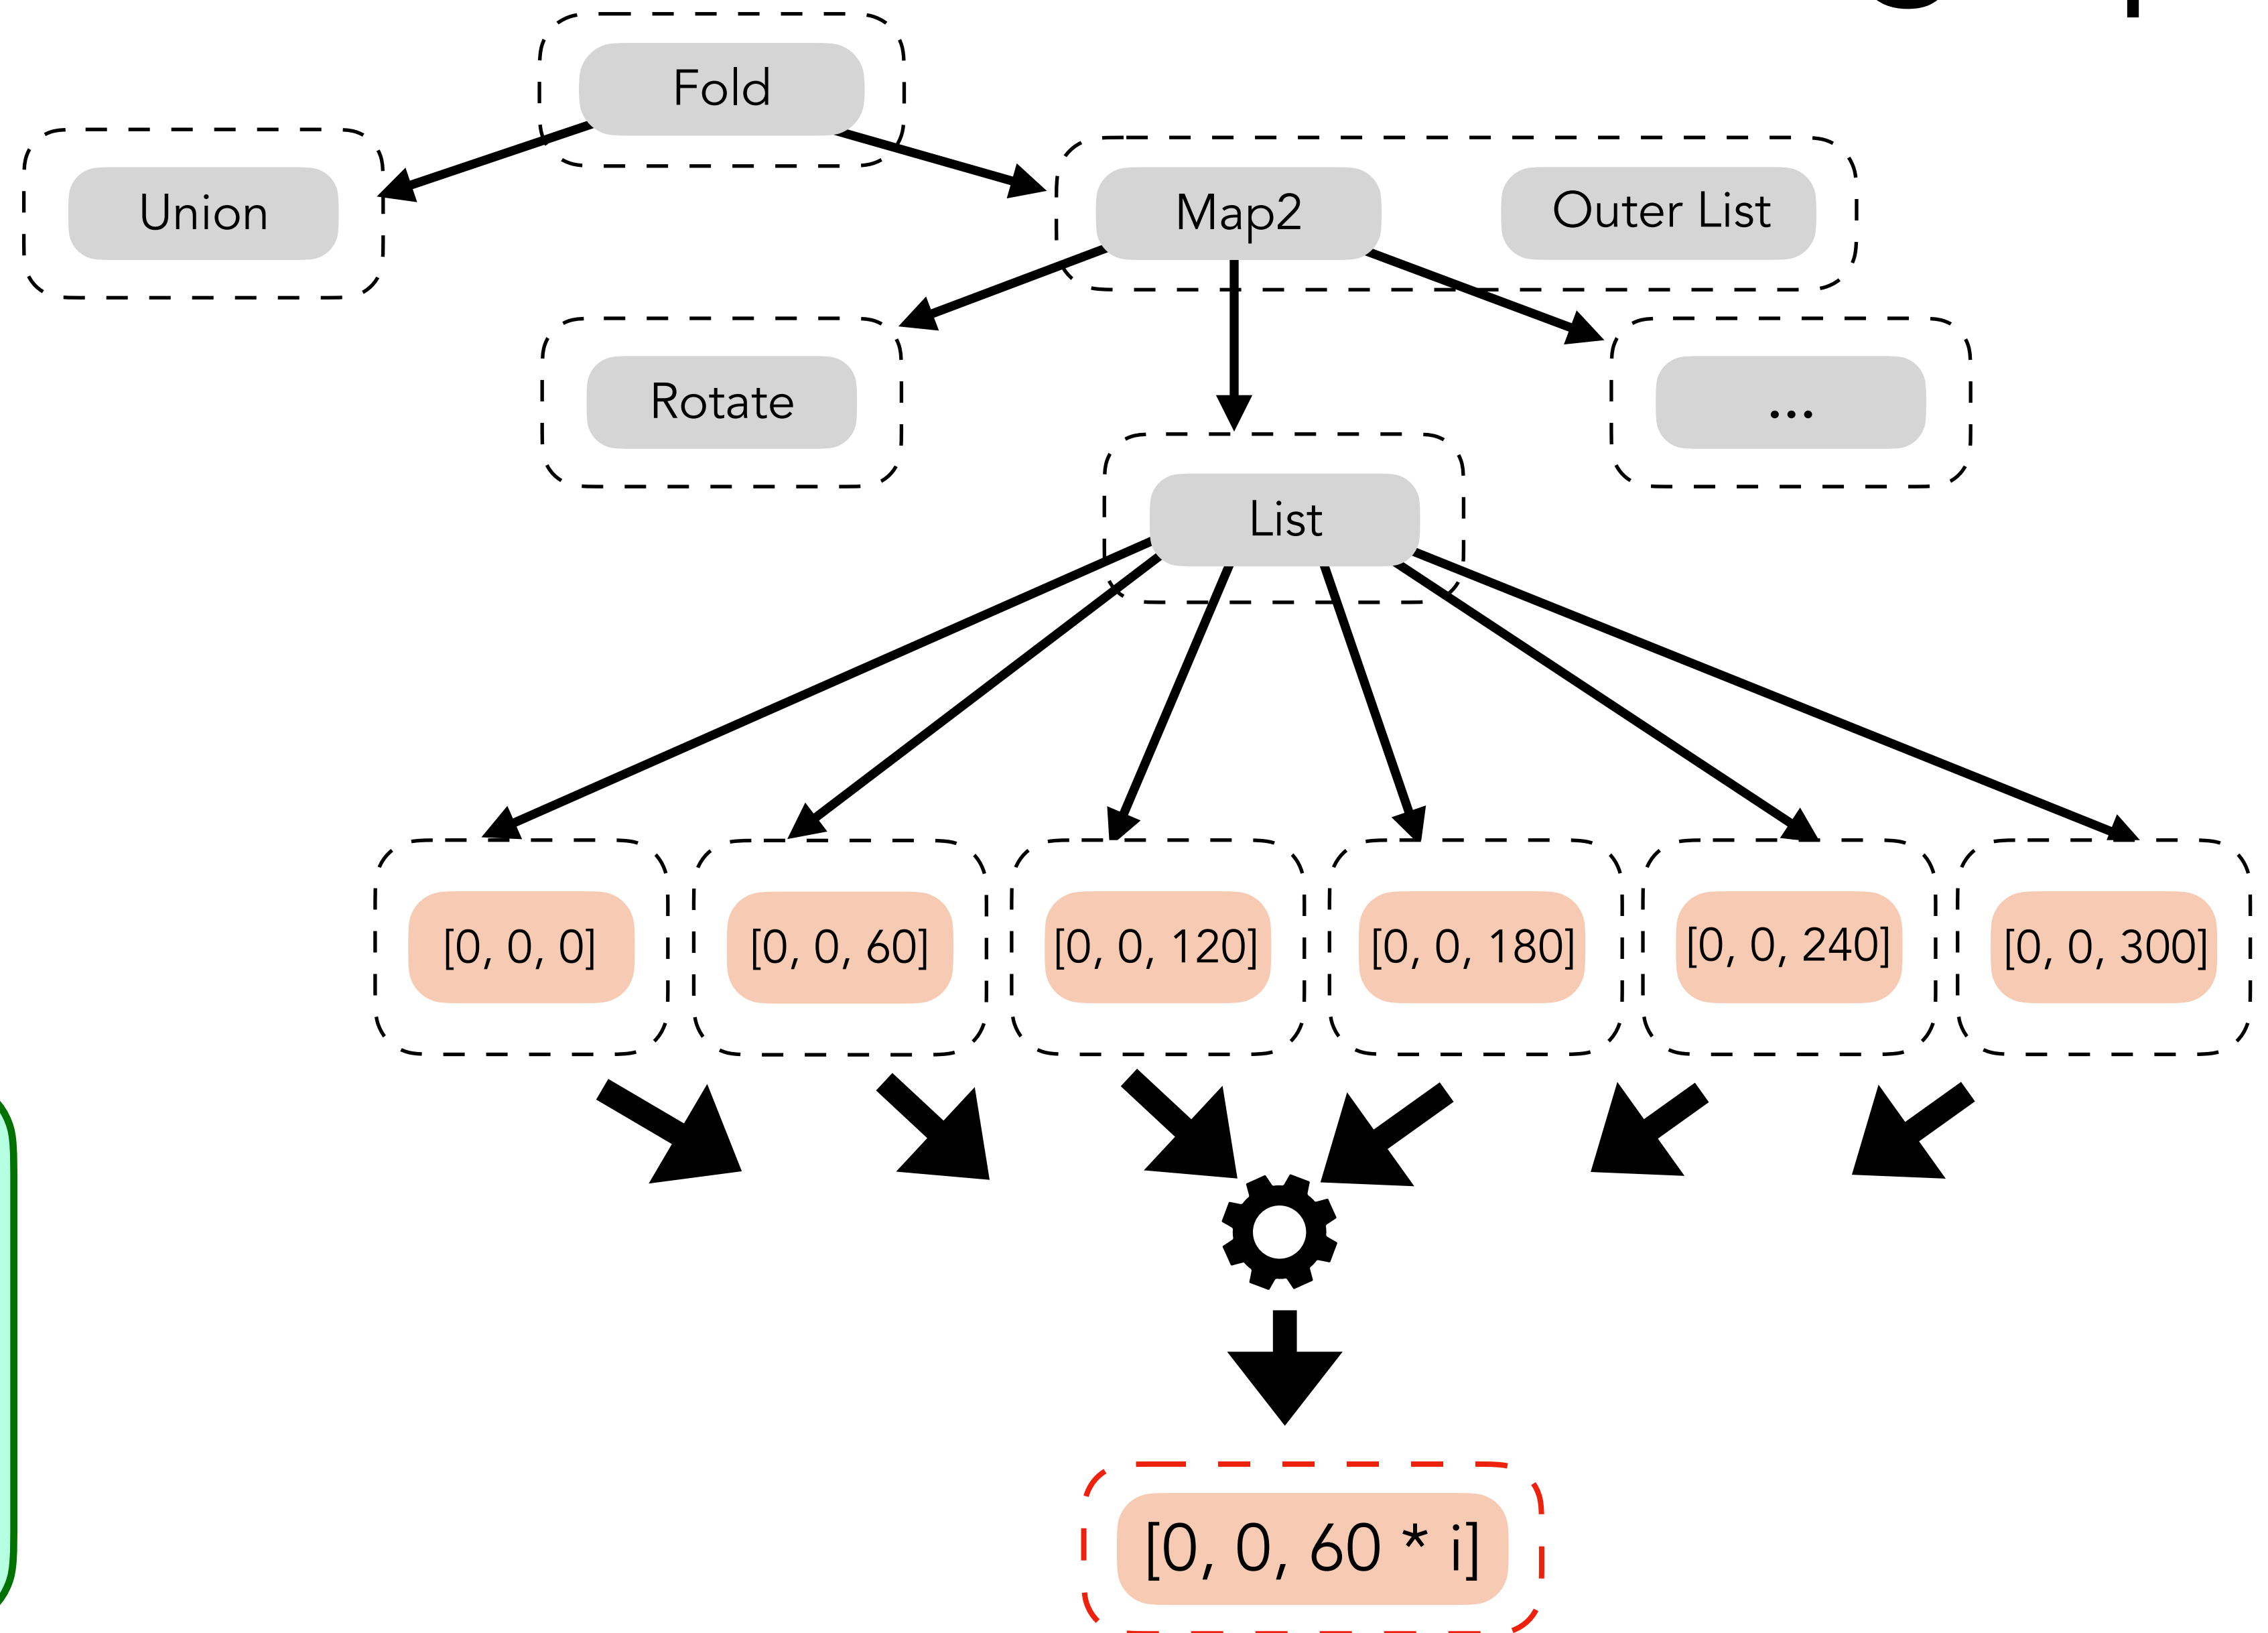 Fold
Union
Map2
Outer List
Rotate
...
List
[0, 0, 0]
[0, 0, 60]
[0, 0, 120]
[0, 0, 180]
[0, 0, 240]
[0, 0, 300]
[0, 0, 60 * i]